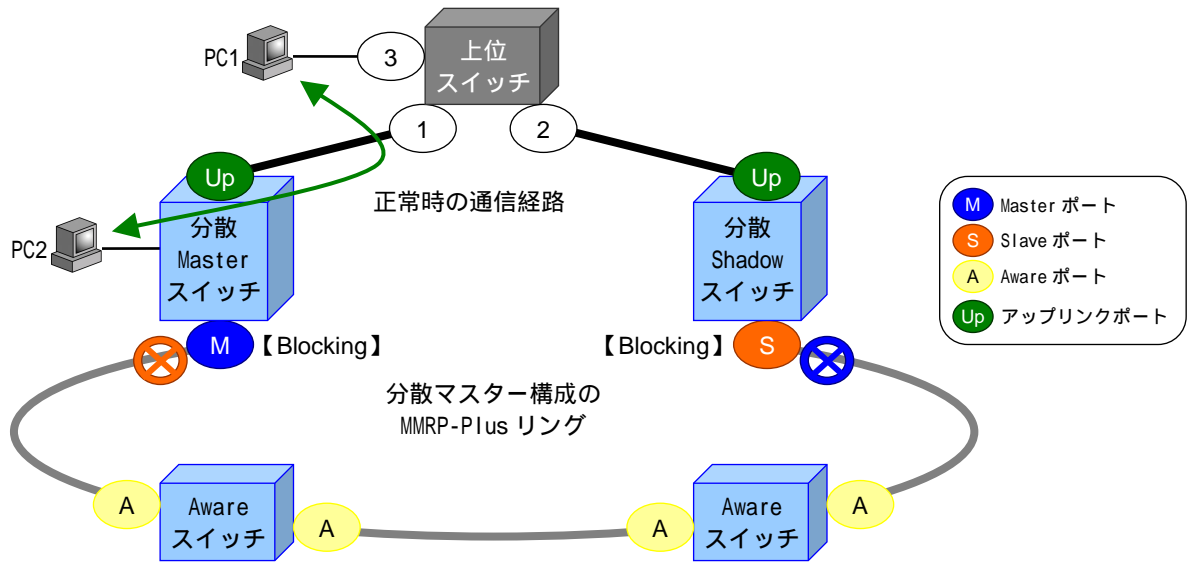 PC1
3
上位
スイッチ
1
2
Up
Up
正常時の通信経路
PC2
分散
Master
スイッチ
分散
Shadow
スイッチ
M Master ポート
S Slave ポート
A Aware ポート
Up アップリンクポート
M 【Blocking】
【Blocking】 S
分散マスター構成の
MMRP-Plus リング
A
Aware
スイッチ
A
A
Aware
スイッチ
A